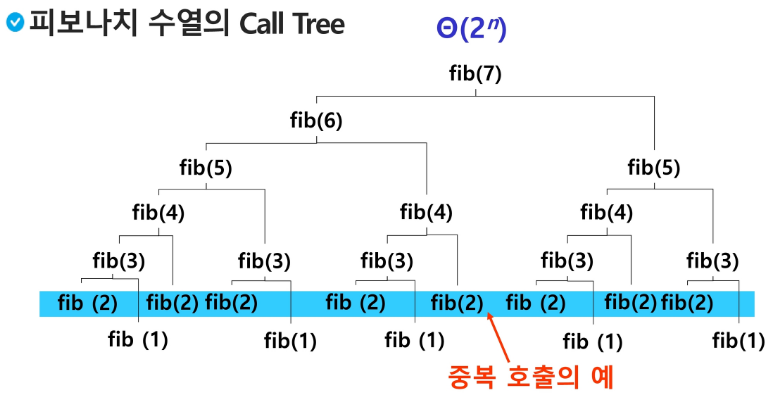 피보나치 수열의 Call Tree
Θ(2ⁿ)
fib(7)
fib(6)
fib(5) fib(5)
fib(4) fib(4) fib(4)
fib(3) fib(3) fib(3) fib(3) fib(3)
fib (2) fib(2) fib(2) fib (2) fib(2) fib (2) fib(2) fib(2)
fib (1) fib(1) fib (1) fib (1) fib(1)
중복 호출의 예